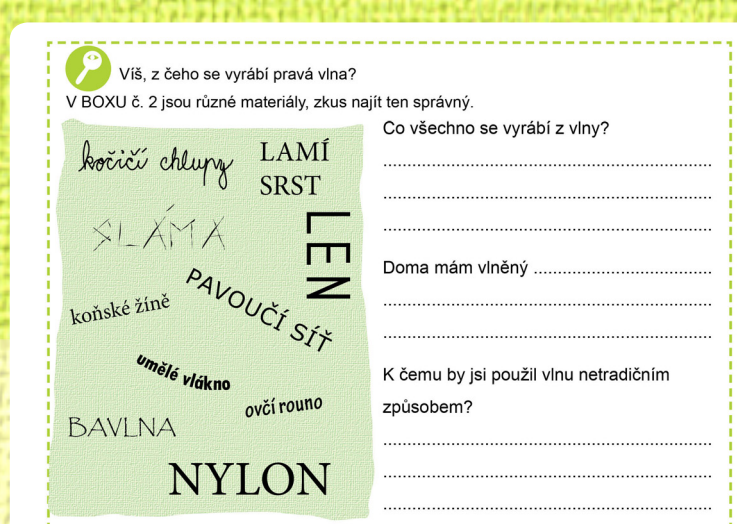 Víš, z čeho se vyrábí pravá vlna?
V BOXU č. 2 jsou různé materiály, zkus najít ten správný.
kočičí chlupy
LAMÍ
SRST
SLÁMA
LEN
PAVOUČÍ SÍŤ
koňské žíně
umělé vlákno
ovčí rouno
BAVLNA
NYLON
Co všechno se vyrábí z vlny?
................................................................
................................................................
................................................................
Doma mám vlněný ...................................
................................................................
................................................................
K čemu by jsi použil vlnu netradičním
způsobem?
................................................................
................................................................
................................................................